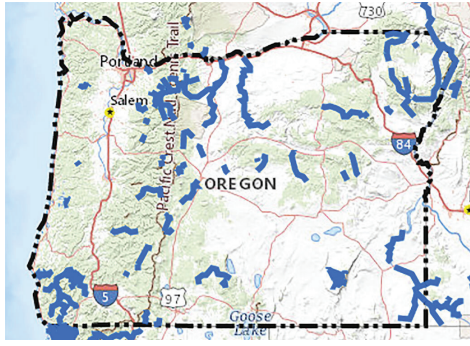 730
Portland
Salem
Pacific Crest National Scenic Trail
84
OREGON
5
97
Goose
Lake